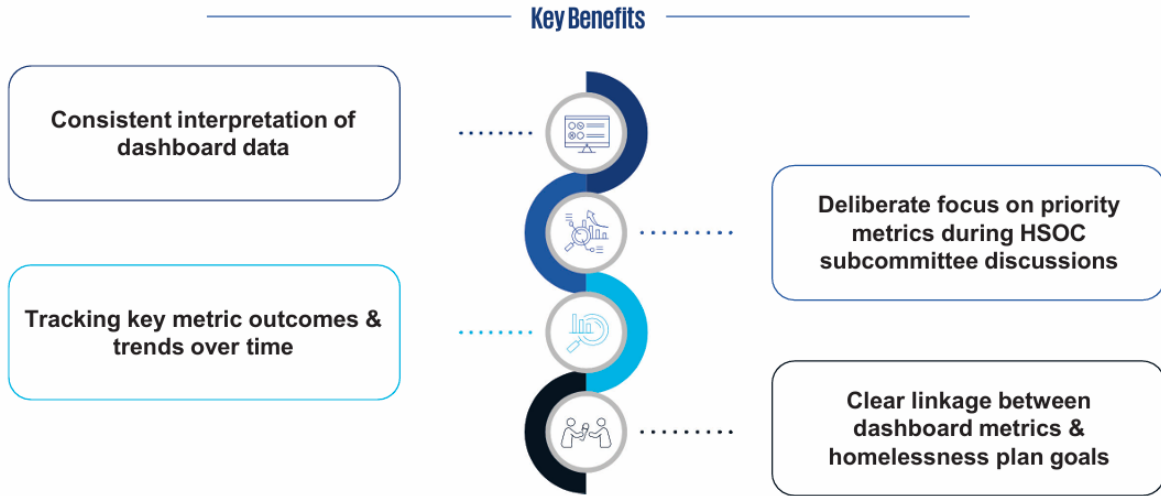 Key Benefits
Consistent interpretation of
dashboard data
Deliberate focus on priority
metrics during HSOC
subcommittee discussions
Tracking key metric outcomes &
trends over time
Clear linkage between
dashboard metrics &
homelessness plan goals